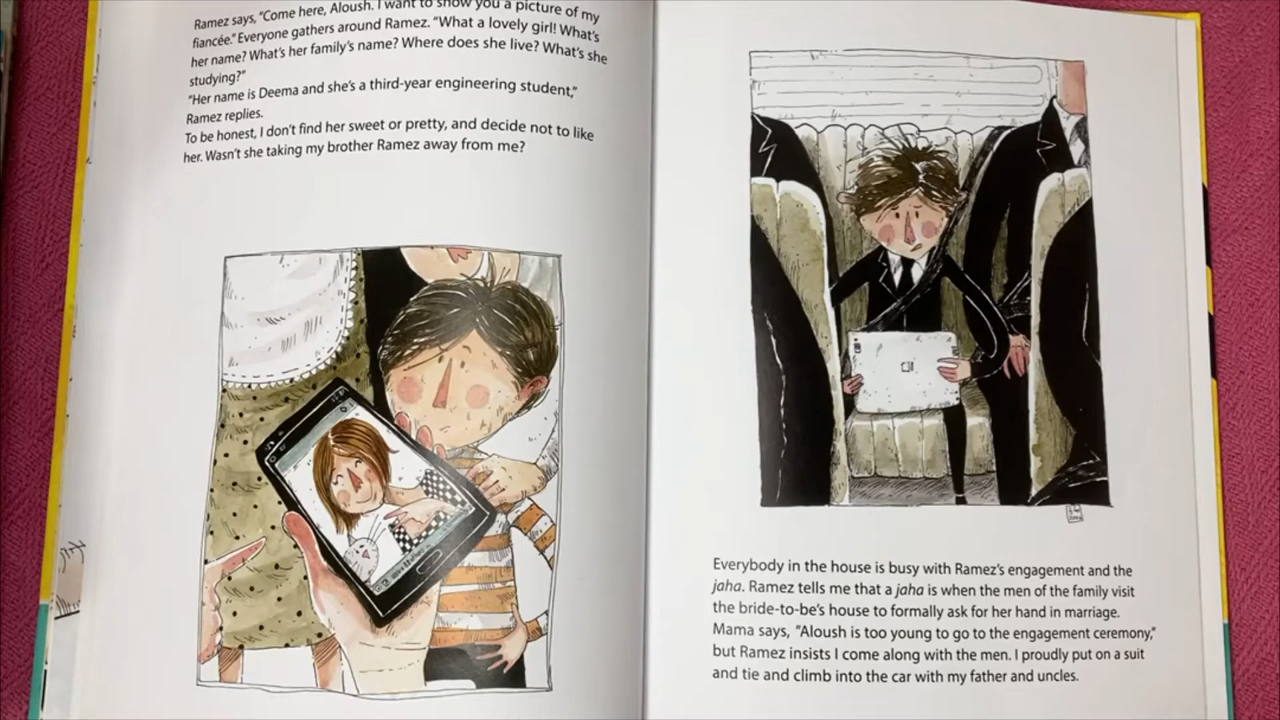 Ramez says, "Come here, Aloush. I want to show you a picture of my
fiancée." Everyone gathers around Ramez. "What a lovely girl! What's
her name? What's her family's name? Where does she live? What's she
studying?"
"Her name is Deema and she's a third-year engineering student,"
Ramez replies.
To be honest, I don't find her sweet or pretty, and decide not to like
her. Wasn't she taking my brother Ramez away from me?
Everybody in the house is busy with Ramez's engagement and the
jaha. Ramez tells me that a jaha is when the men of the family visit
the bride-to-be's house to formally ask for her hand in marriage.
Mama says, "Aloush is too young to go to the engagement ceremony,"
but Ramez insists I come along with the men. I proudly put on a suit
and tie and climb into the car with my father and uncles.